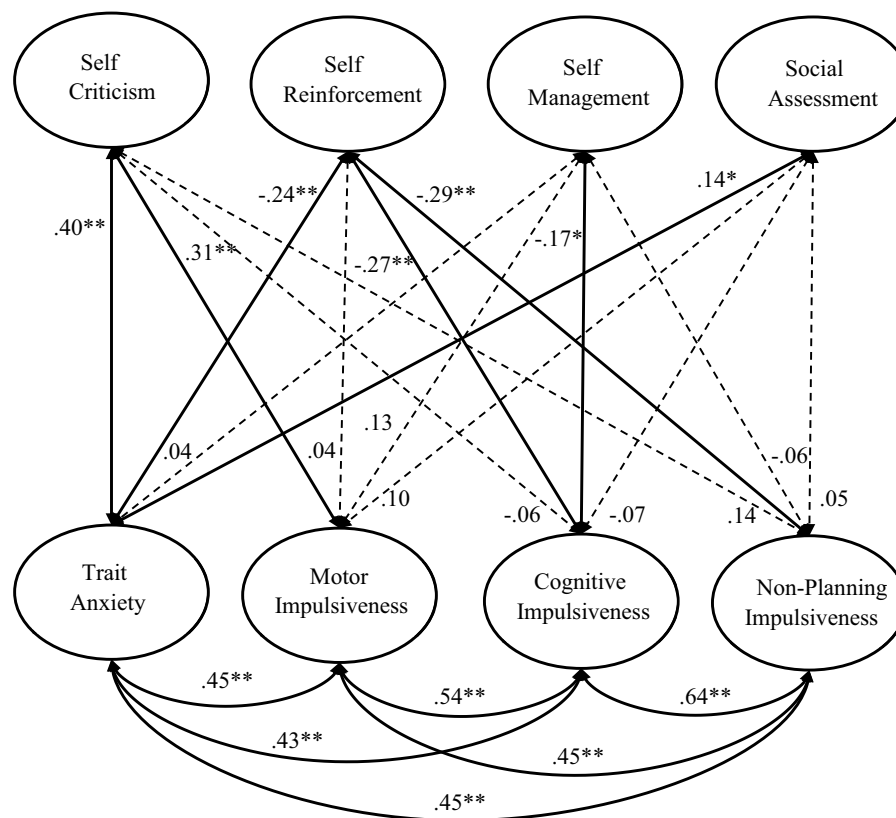 Self
Criticism
Self
Reinforcement
Self
Management
Social
Assessment
.40**
.31**
-.24**
-.27**
-.29**
-.17*
.14*
.04
.04
.13
.10
-.06
-.07
.14
-.06
.05
Trait
Anxiety
Motor
Impulsiveness
Cognitive
Impulsiveness
Non-Planning
Impulsiveness
.45**
.54**
.64**
.43**
.45**
.45**